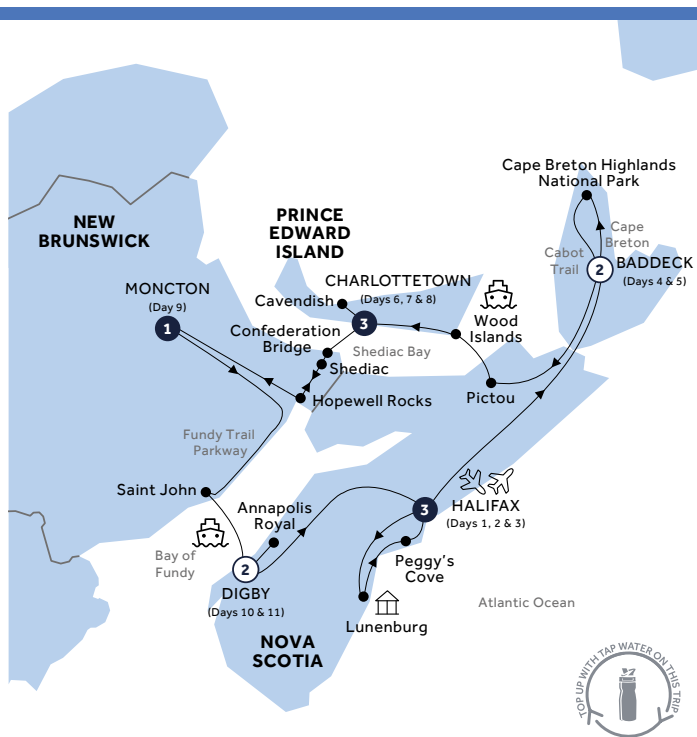 Cape Breton Highlands
National Park
NEW
BRUNSWICK
PRINCE
EDWARD
ISLAND
Cape
Breton
Cabot
Trail
2
BADDECK
(Days 4 & 5)
MONCTON
(Day 9)
1
CHARLOTTETOWN
(Days 6, 7 & 8)
Cavendish
3
Wood
Islands
Confederation
Bridge
Shediac Bay
Shediac
Pictou
Hopewell Rocks
Fundy Trail
Parkway
Saint John
Annapolis
Royal
3
HALIFAX
(Days 1, 2 & 3)
Bay of
Fundy
2
DIGBY
(Days 10 & 11)
Peggy's
Cove
Lunenburg
Atlantic Ocean
NOVA
SCOTIA
TOP UP WITH TAP WATER ON THIS TRIP